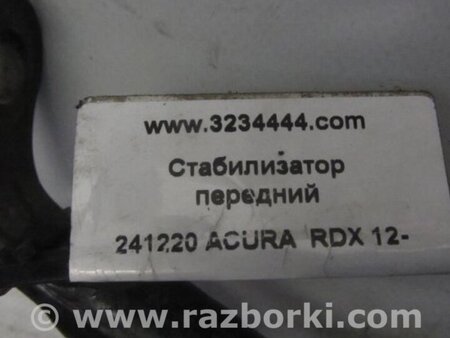 www.3234444.com
Стабилизатор
передний
241220 ACURA RDX 12-
www.razborki.com